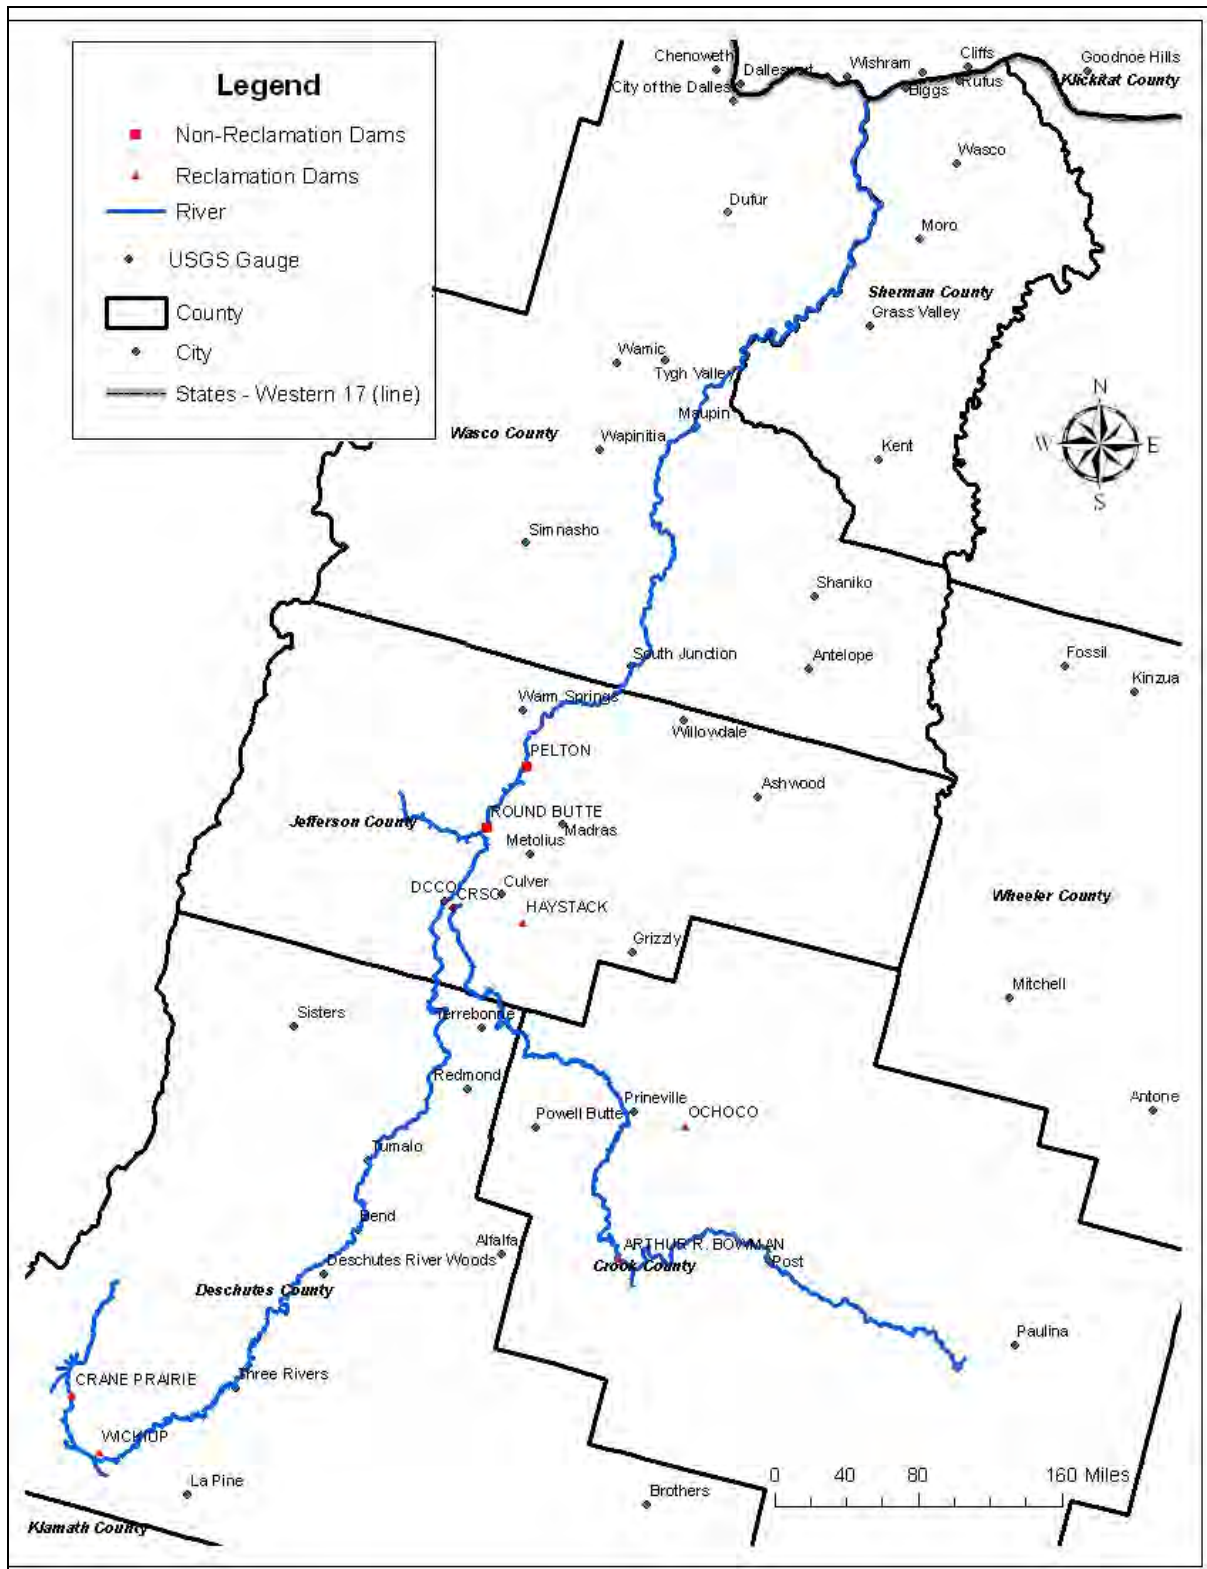 Legend
Non-Reclamation Dams
Reclamation Dams
River
USGS Gauge
County
City
States - Western 17 (line)
Chenoweth
Cliffs
Goodnoe Hills
Wishram
Dallesport
Klickitat County
City of the Dalles
Biggs
Rufus
Wasco
Dufur
Moro
Sherman County
Grass Valley
Wamic
Tygh Valley
Maupin
Wasco County
Wapinitia
Kent
N
W
E
S
Simnasho
Shaniko
South Junction
Antelope
Fossil
Kinzua
Warm Springs
Willowdale
PELTON
Ashwood
ROUND BUTTE
Jefferson County
Madras
Metolius
DCCO
CRSO
Culver
HAYSTACK
Wheeler County
Grizzly
Mitchell
Sisters
Terrebonne
Redmond
Prineville
Antone
Powell Butte
OCHOCO
Tumalo
Bend
Alfalfa
ARTHUR R. BOWMAN
Deschutes River Woods
Crook County
Post
Deschutes County
Paulina
CRANE PRAIRIE
Three Rivers
WICKIUP
La Pine
0 40 80 160 Miles
Brothers
Klamath County